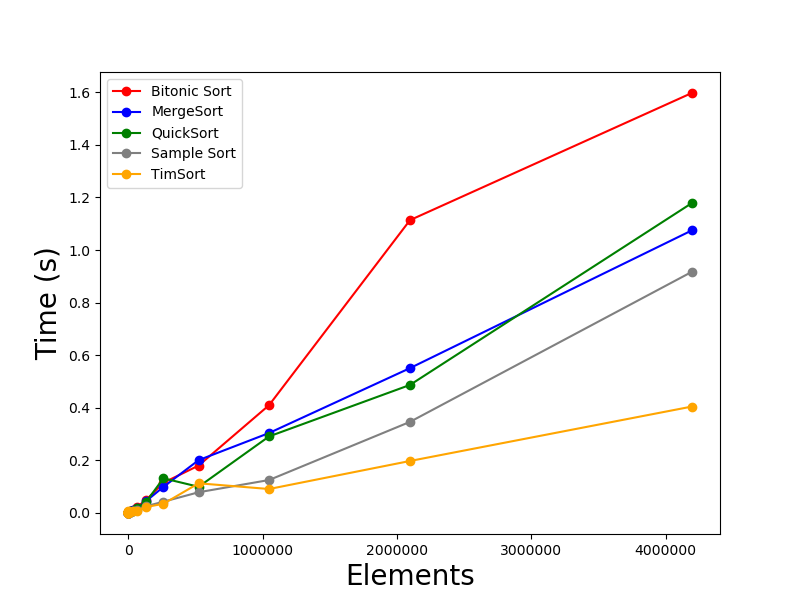 Bitonic Sort
MergeSort
QuickSort
Sample Sort
TimSort
1.6
1.4
1.2
1.0
0.8
0.6
0.4
0.2
0.0
Time (s)
0 1000000 2000000 3000000 4000000
Elements